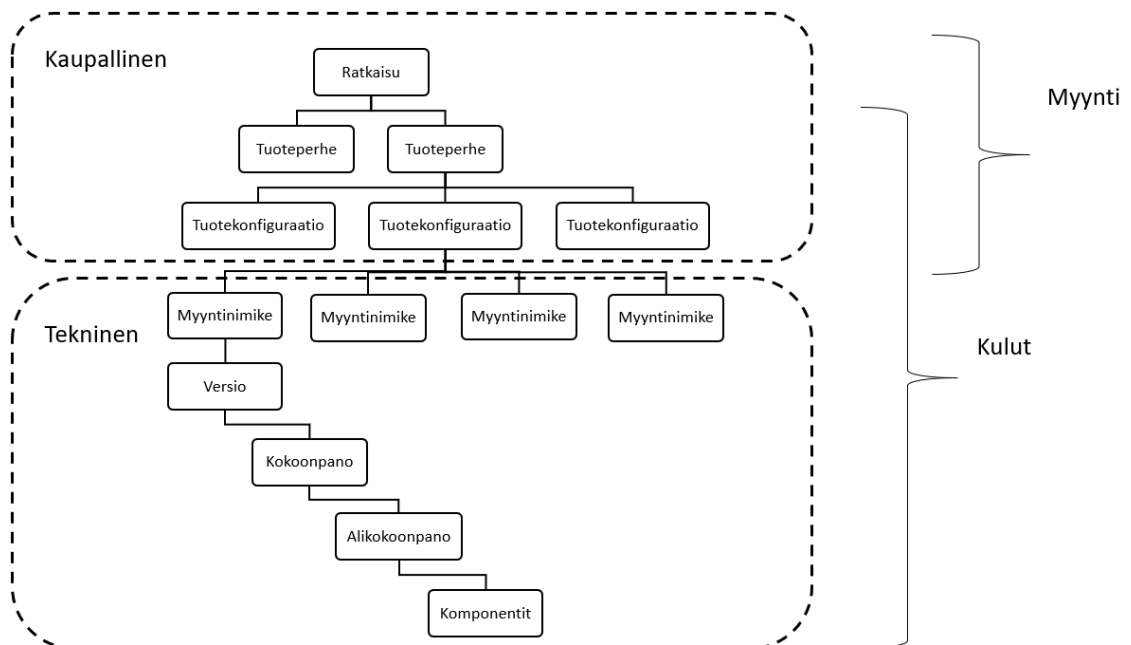 Kaupallinen
Ratkaisu
Myynti
Tuoteperhe
Tuoteperhe
Tuotekonfiguraatio
Tuotekonfiguraatio
Tuotekonfiguraatio
Myyntinimike
Myyntinimike
Myyntinimike
Myyntinimike
Tekninen
Kulut
Versio
Kokoonpano
Alikokoonpano
Komponentit